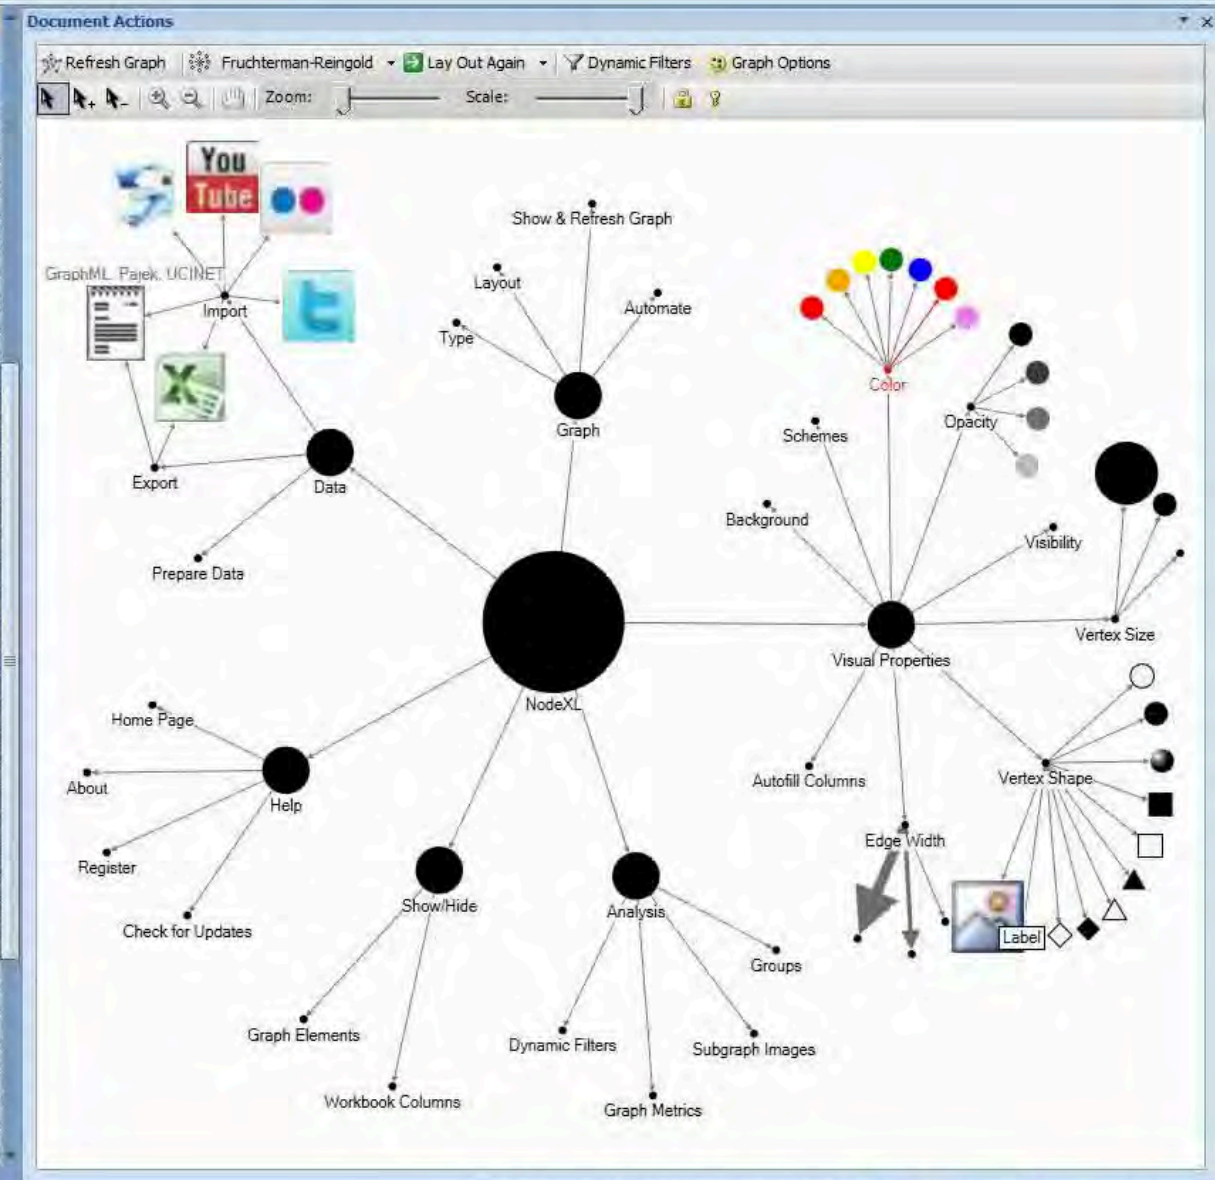 Document Actions
Refresh Graph
Fruchterman-Reingold
Lay Out Again
Dynamic Filters
Graph Options
Zoom:
Scale:
You
Tube
GraphML, Pajek, UCINET
Import
Show & Refresh Graph
Layout
Automate
Type
Graph
Color
Opacity
Schemes
Background
Visibility
Export
Data
Prepare Data
Vertex Size
Visual Properties
NodeXL
Home Page
About
Help
Register
Check for Updates
Autofill Columns
Vertex Shape
Edge Width
Label
Show/Hide
Analysis
Groups
Graph Elements
Dynamic Filters
Subgraph Images
Workbook Columns
Graph Metrics